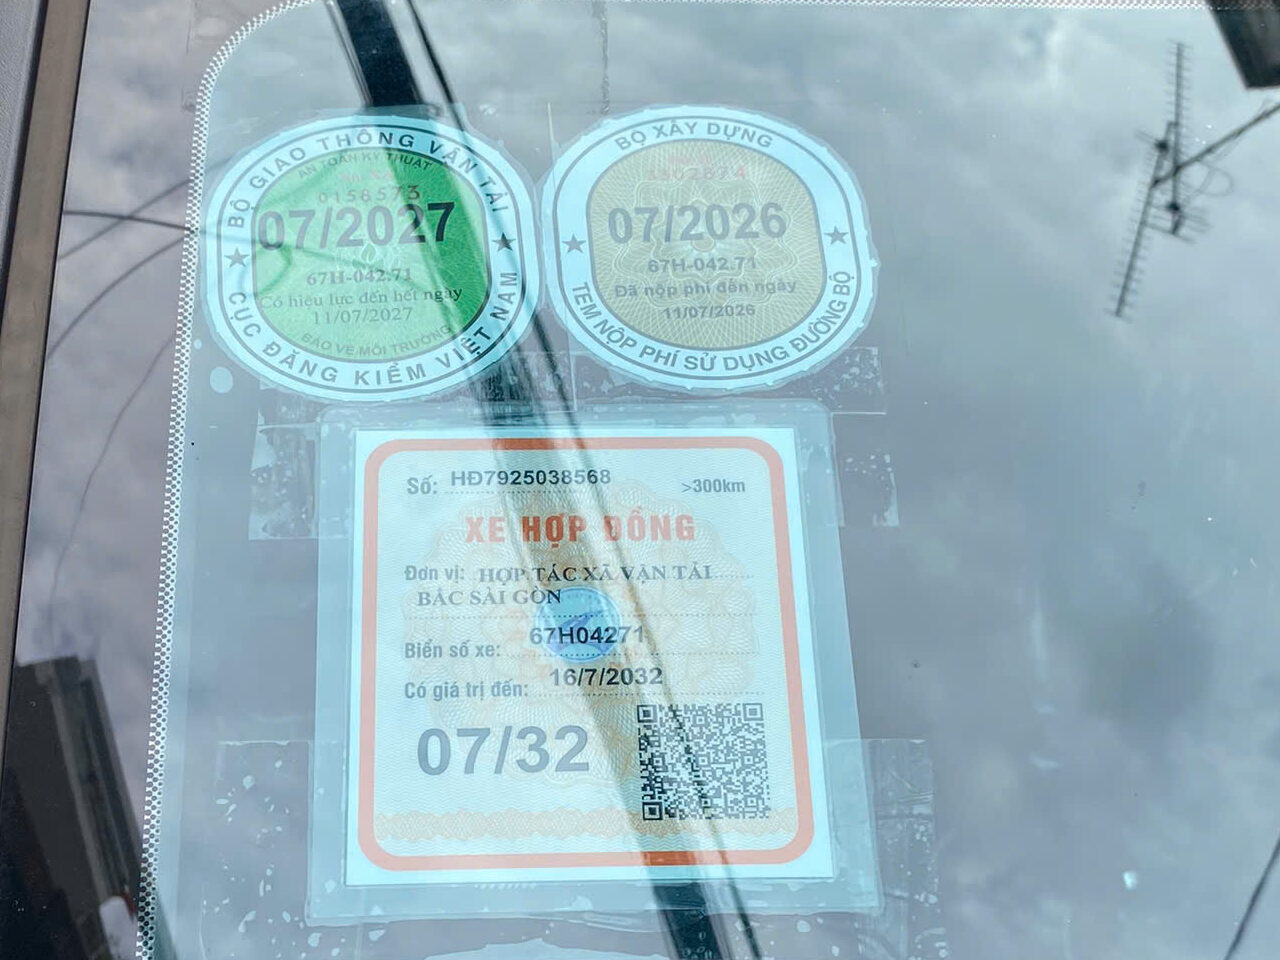 BỘ GIAO THÔNG VẬN TẢI
AN TOÀN KỸ THUẬT
0158573
07/2027
67H-042.71
Có hiệu lực đến hết ngày
11/07/2027
BẢO VỆ MÔI TRƯỜNG
CỤC ĐĂNG KIỂM VIỆT NAM
BỘ XÂY DỰNG
07/2026
67H-042.71
Đã nộp phí đến ngày
11/07/2026
TEM NỘP PHÍ SỬ DỤNG ĐƯỜNG BỘ
Số: HĐ7925038568 >300km
XE HỢP ĐỒNG
Đơn vị: HỢP TÁC XÃ VẬN TẢI
BẮC SÀI GÒN
Biển số xe: 67H04271
Có giá trị đến: 16/7/2032
07/32